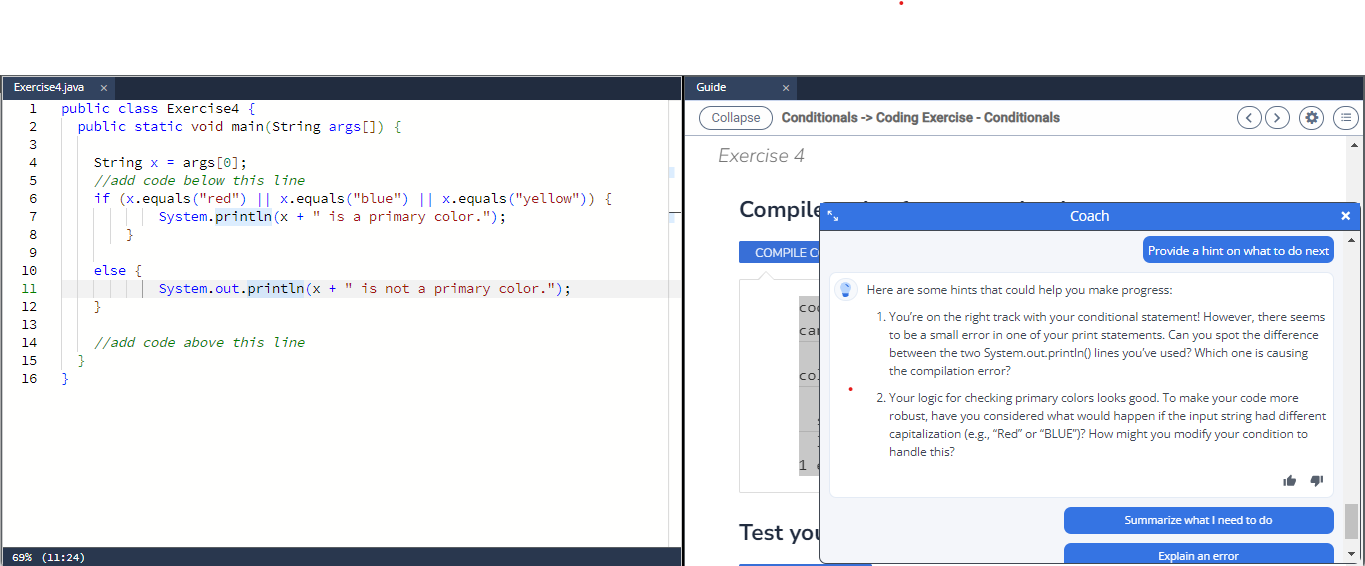 Exercise4.java ×
1 public class Exercise4 {
2 public static void main(String args[]) {
3
4 String x = args[0];
5 //add code below this line
6 if (x.equals("red") || x.equals("blue") || x.equals("yellow")) {
7 System.println(x + " is a primary color.");
8 }
9
10 else {
11 System.out.println(x + " is not a primary color.");
12 }
13
14 //add code above this line
15 }
16 }
69% (11:24)
Guide ×
Collapse Conditionals -> Coding Exercise - Conditionals
Exercise 4
Compile
COMPILE C
1
Test you
Coach ×
Provide a hint on what to do next
Here are some hints that could help you make progress:
1. You’re on the right track with your conditional statement! However, there seems
to be a small error in one of your print statements. Can you spot the difference
between the two System.out.println() lines you’ve used? Which one is causing
the compilation error?
2. Your logic for checking primary colors looks good. To make your code more
robust, have you considered what would happen if the input string had different
capitalization (e.g., “Red” or “BLUE”)? How might you modify your condition to
handle this?
Summarize what I need to do
Explain an error